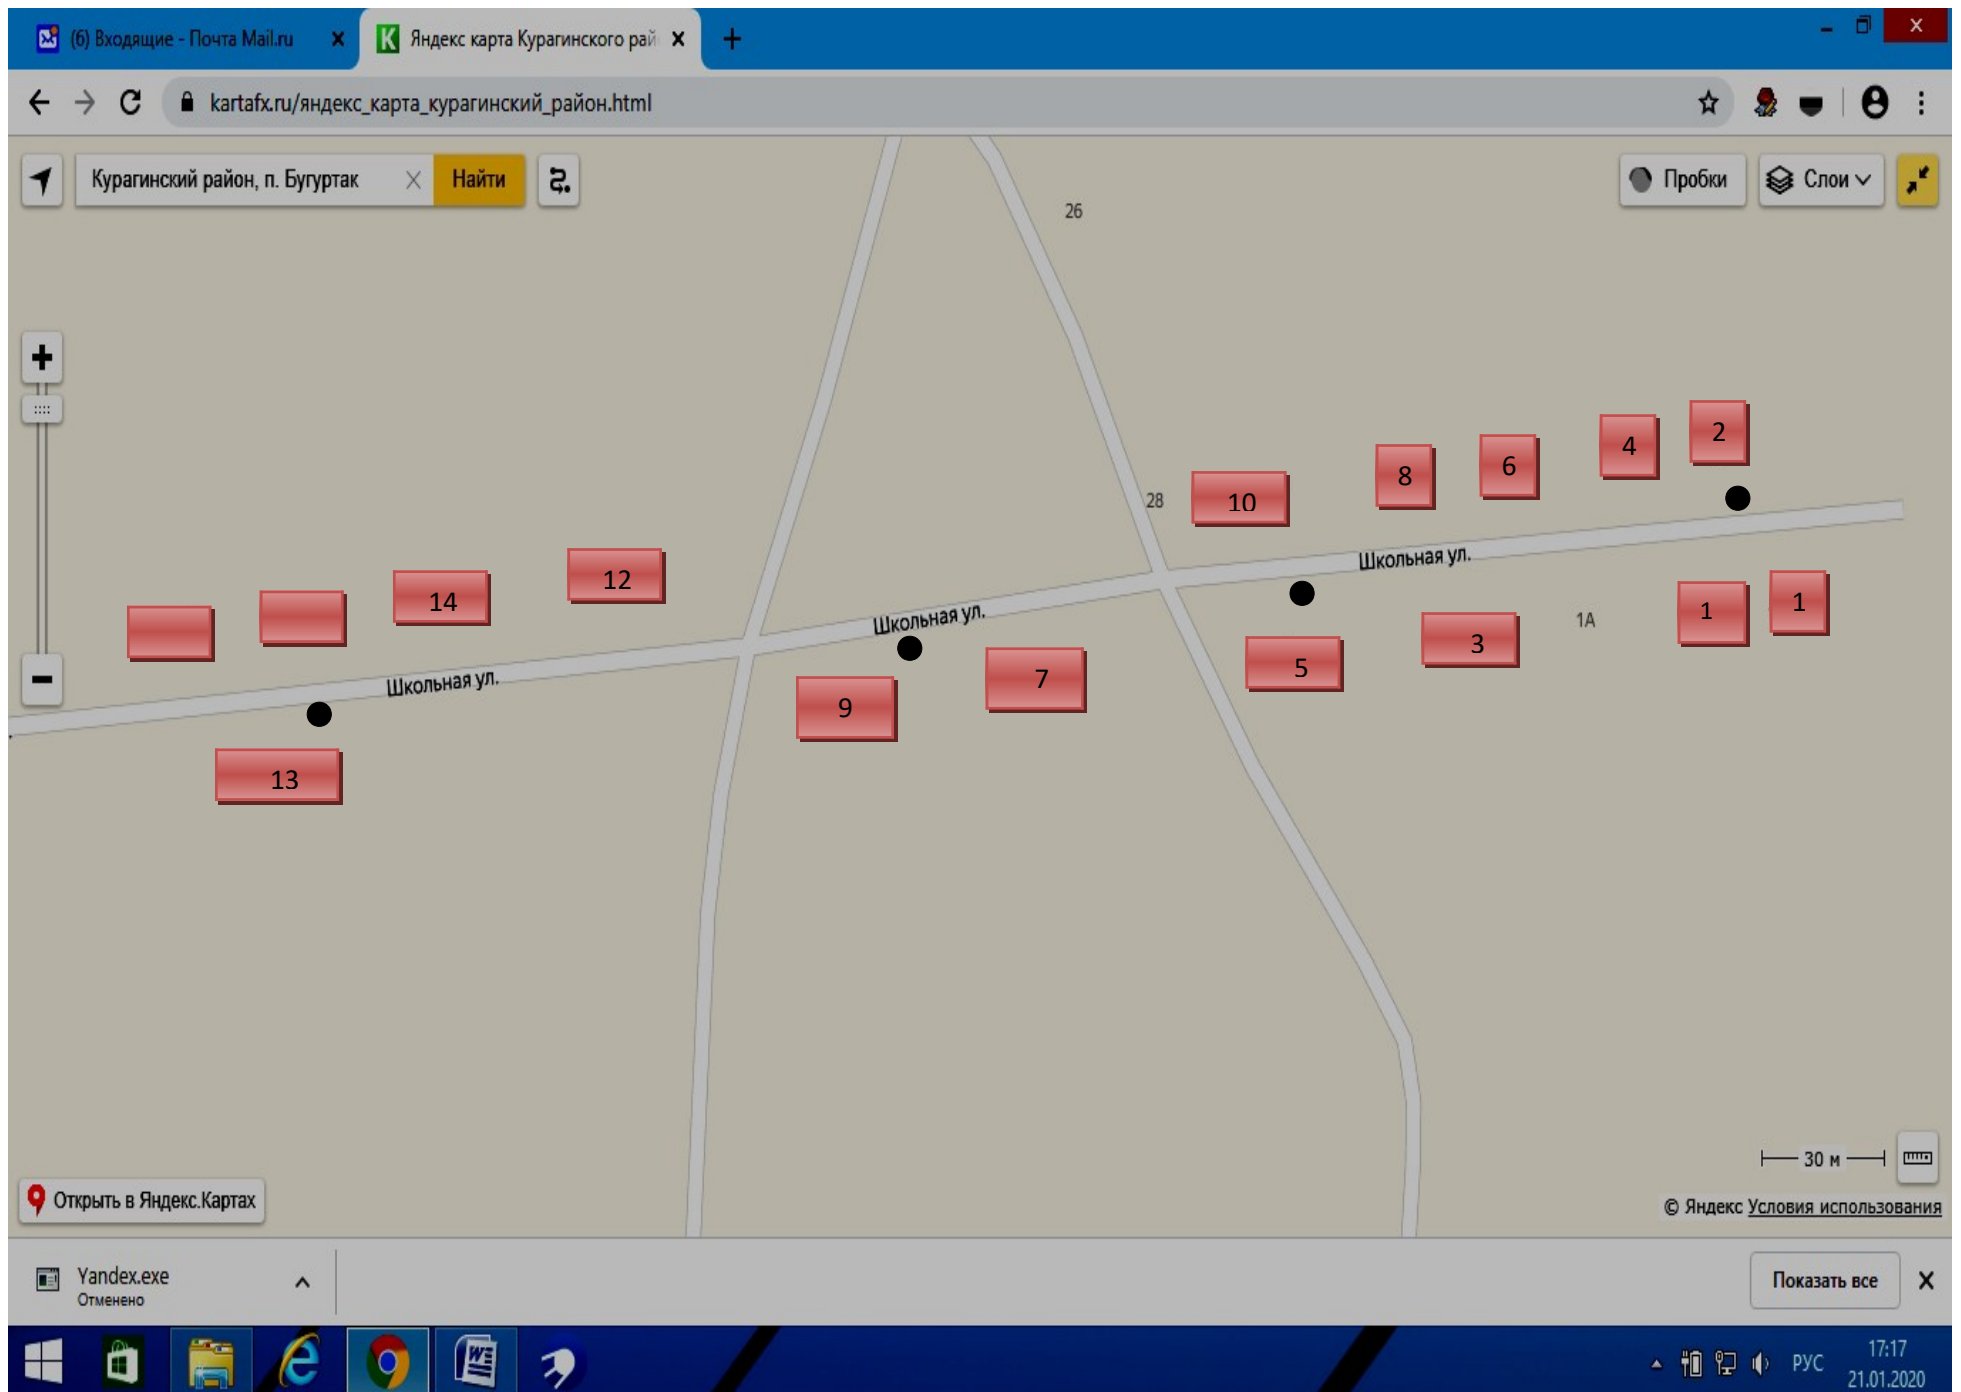 (6) Входящие - Почта Mail.ru
Яндекс карта Курагинского рай
kartafx.ru/яндекс_карта_курагинский_район.html
Курагинский район, п. Бугуртак
Найти
Пробки
Слои
26
2
4
6
8
10
28
Школьная ул.
12
14
Школьная ул.
1
1
1А
3
5
7
9
Школьная ул.
13
30 м
Открыть в Яндекс.Картах
© Яндекс Условия использования
Yandex.exe
Отменено
Показать все
РУС
17:17
21.01.2020